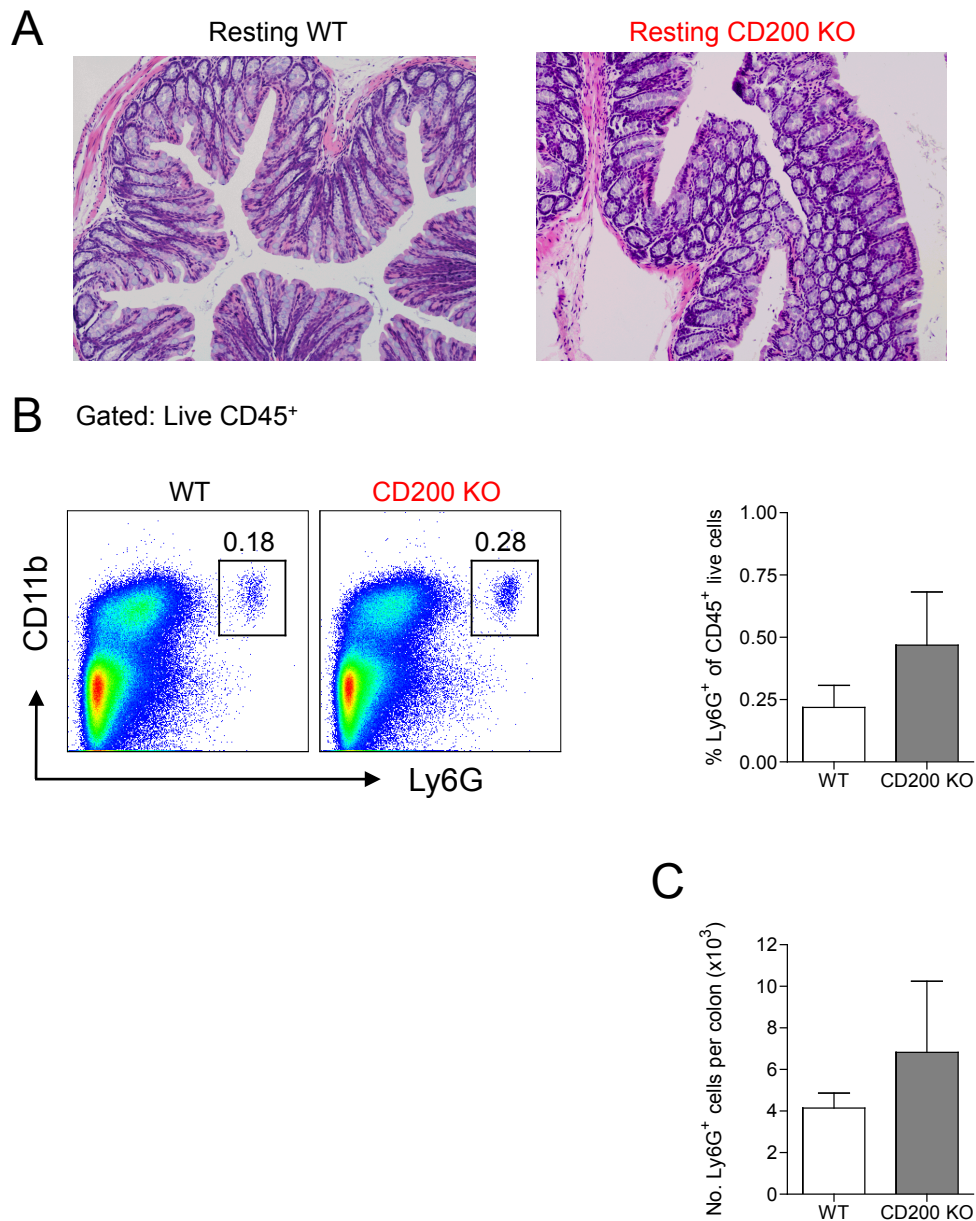 A
Resting WT
Resting CD200 KO
B
Gated: Live CD45⁺
WT
CD200 KO
0.18
0.28
CD11b
Ly6G
% Ly6G⁺ of CD45⁺ live cells
1.00
0.75
0.50
0.25
0.00
WT
CD200 KO
C
No. Ly6G⁺ cells per colon (x10³)
12
10
8
6
4
2
0
WT
CD200 KO